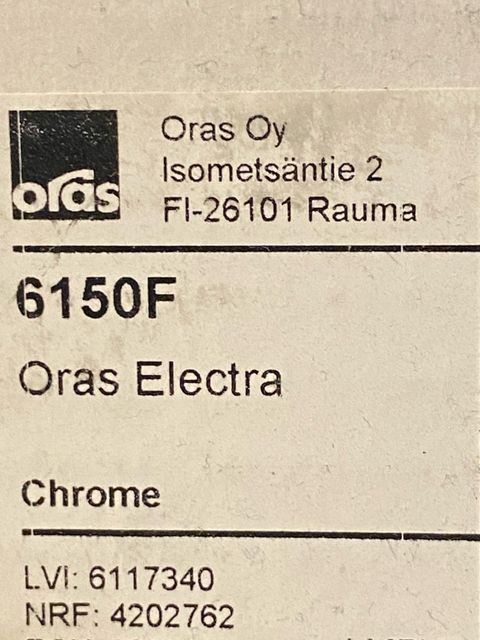 oras
Oras Oy
Isometsäntie 2
FI-26101 Rauma
6150F
Oras Electra
Chrome
LVI: 6117340
NRF: 4202762